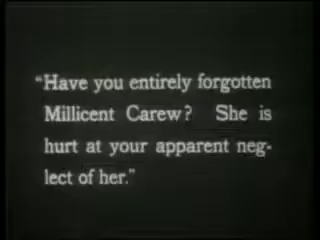 “Have you entirely forgotten
Millicent Carew? She is
hurt at your apparent neg-
lect of her.”